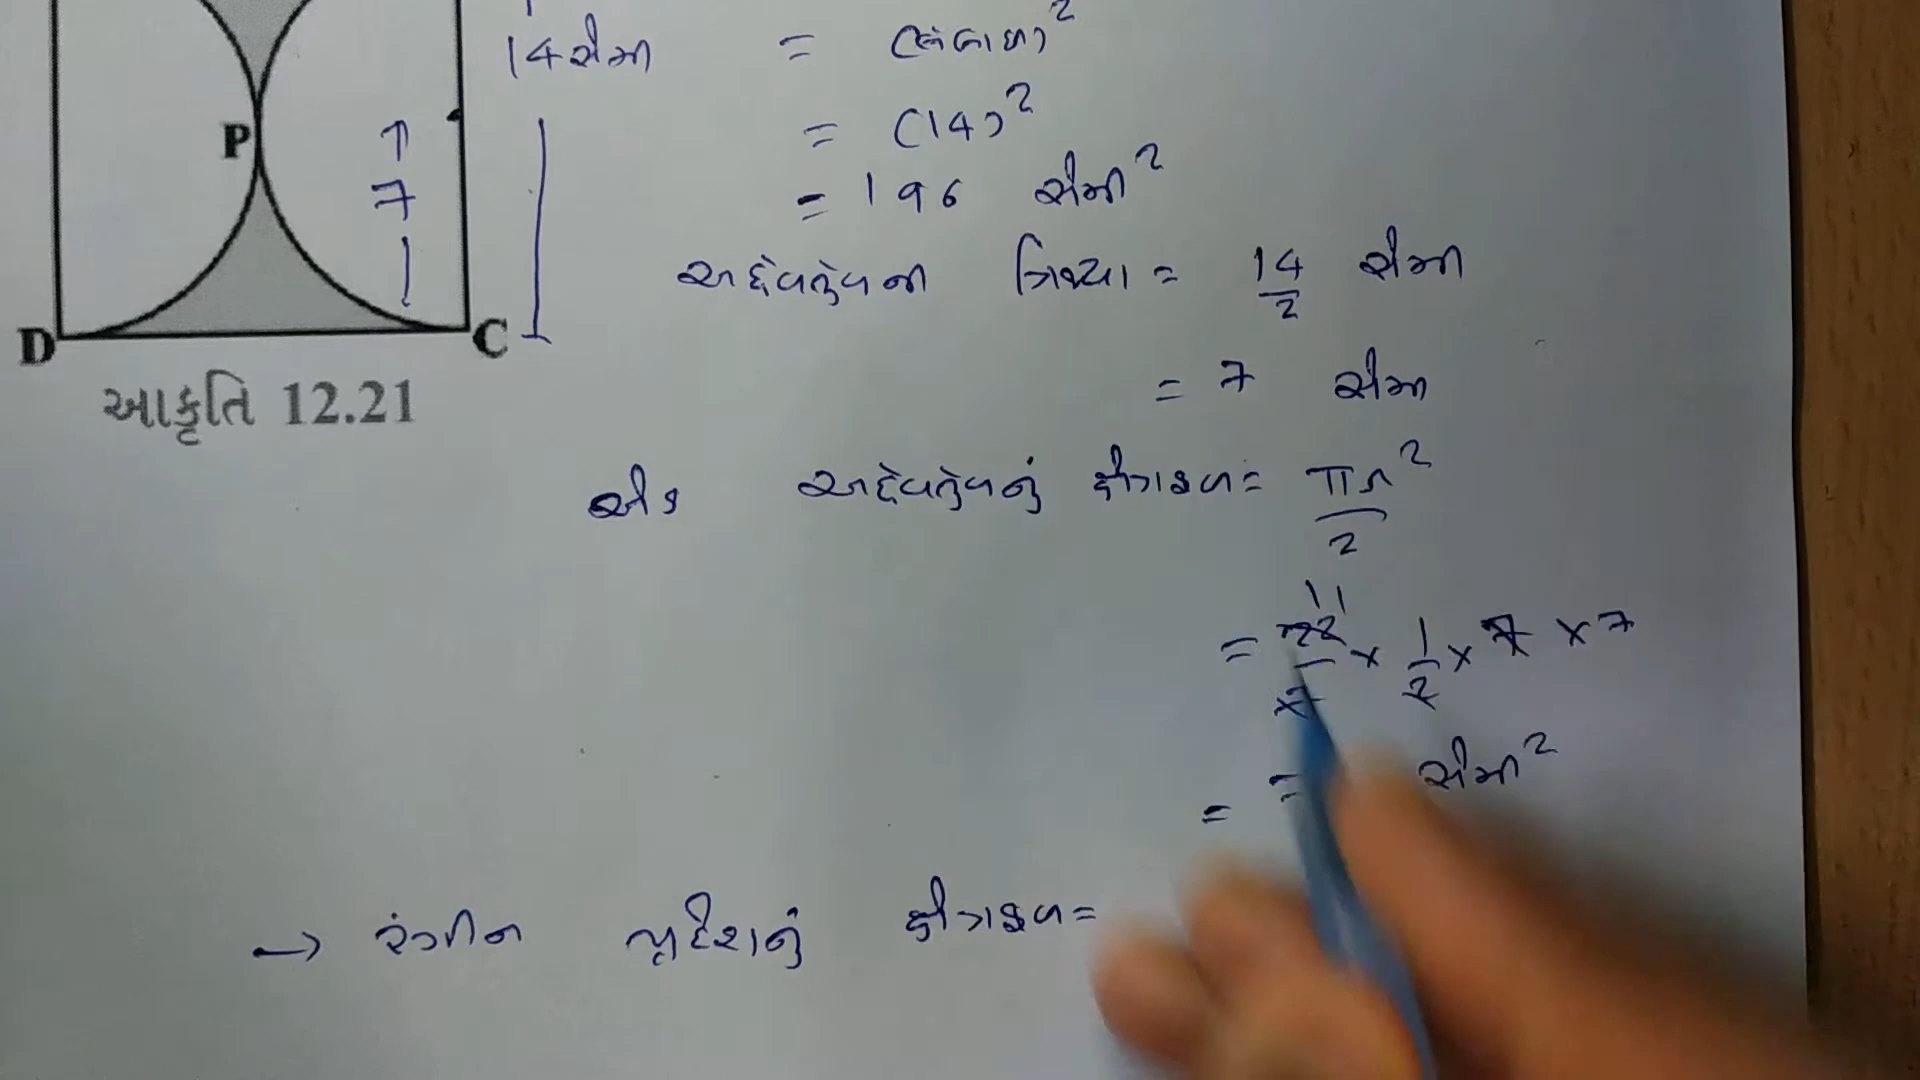 14 સેમી = (લંબાઈ)²
P
↑
= (14)²
7
= 196 સેમી²
અર્ધવર્તુળની ત્રિજ્યા = 14/2 સેમી
D C
= 7 સેમી
આકૃતિ 12.21
એક અર્ધવર્તુળનું ક્ષેત્રફળ = πr²/2
11
= 22/7 × 1/2 × 7 × 7
= સેમી²
=
→ રંગીન પ્રદેશનું ક્ષેત્રફળ =